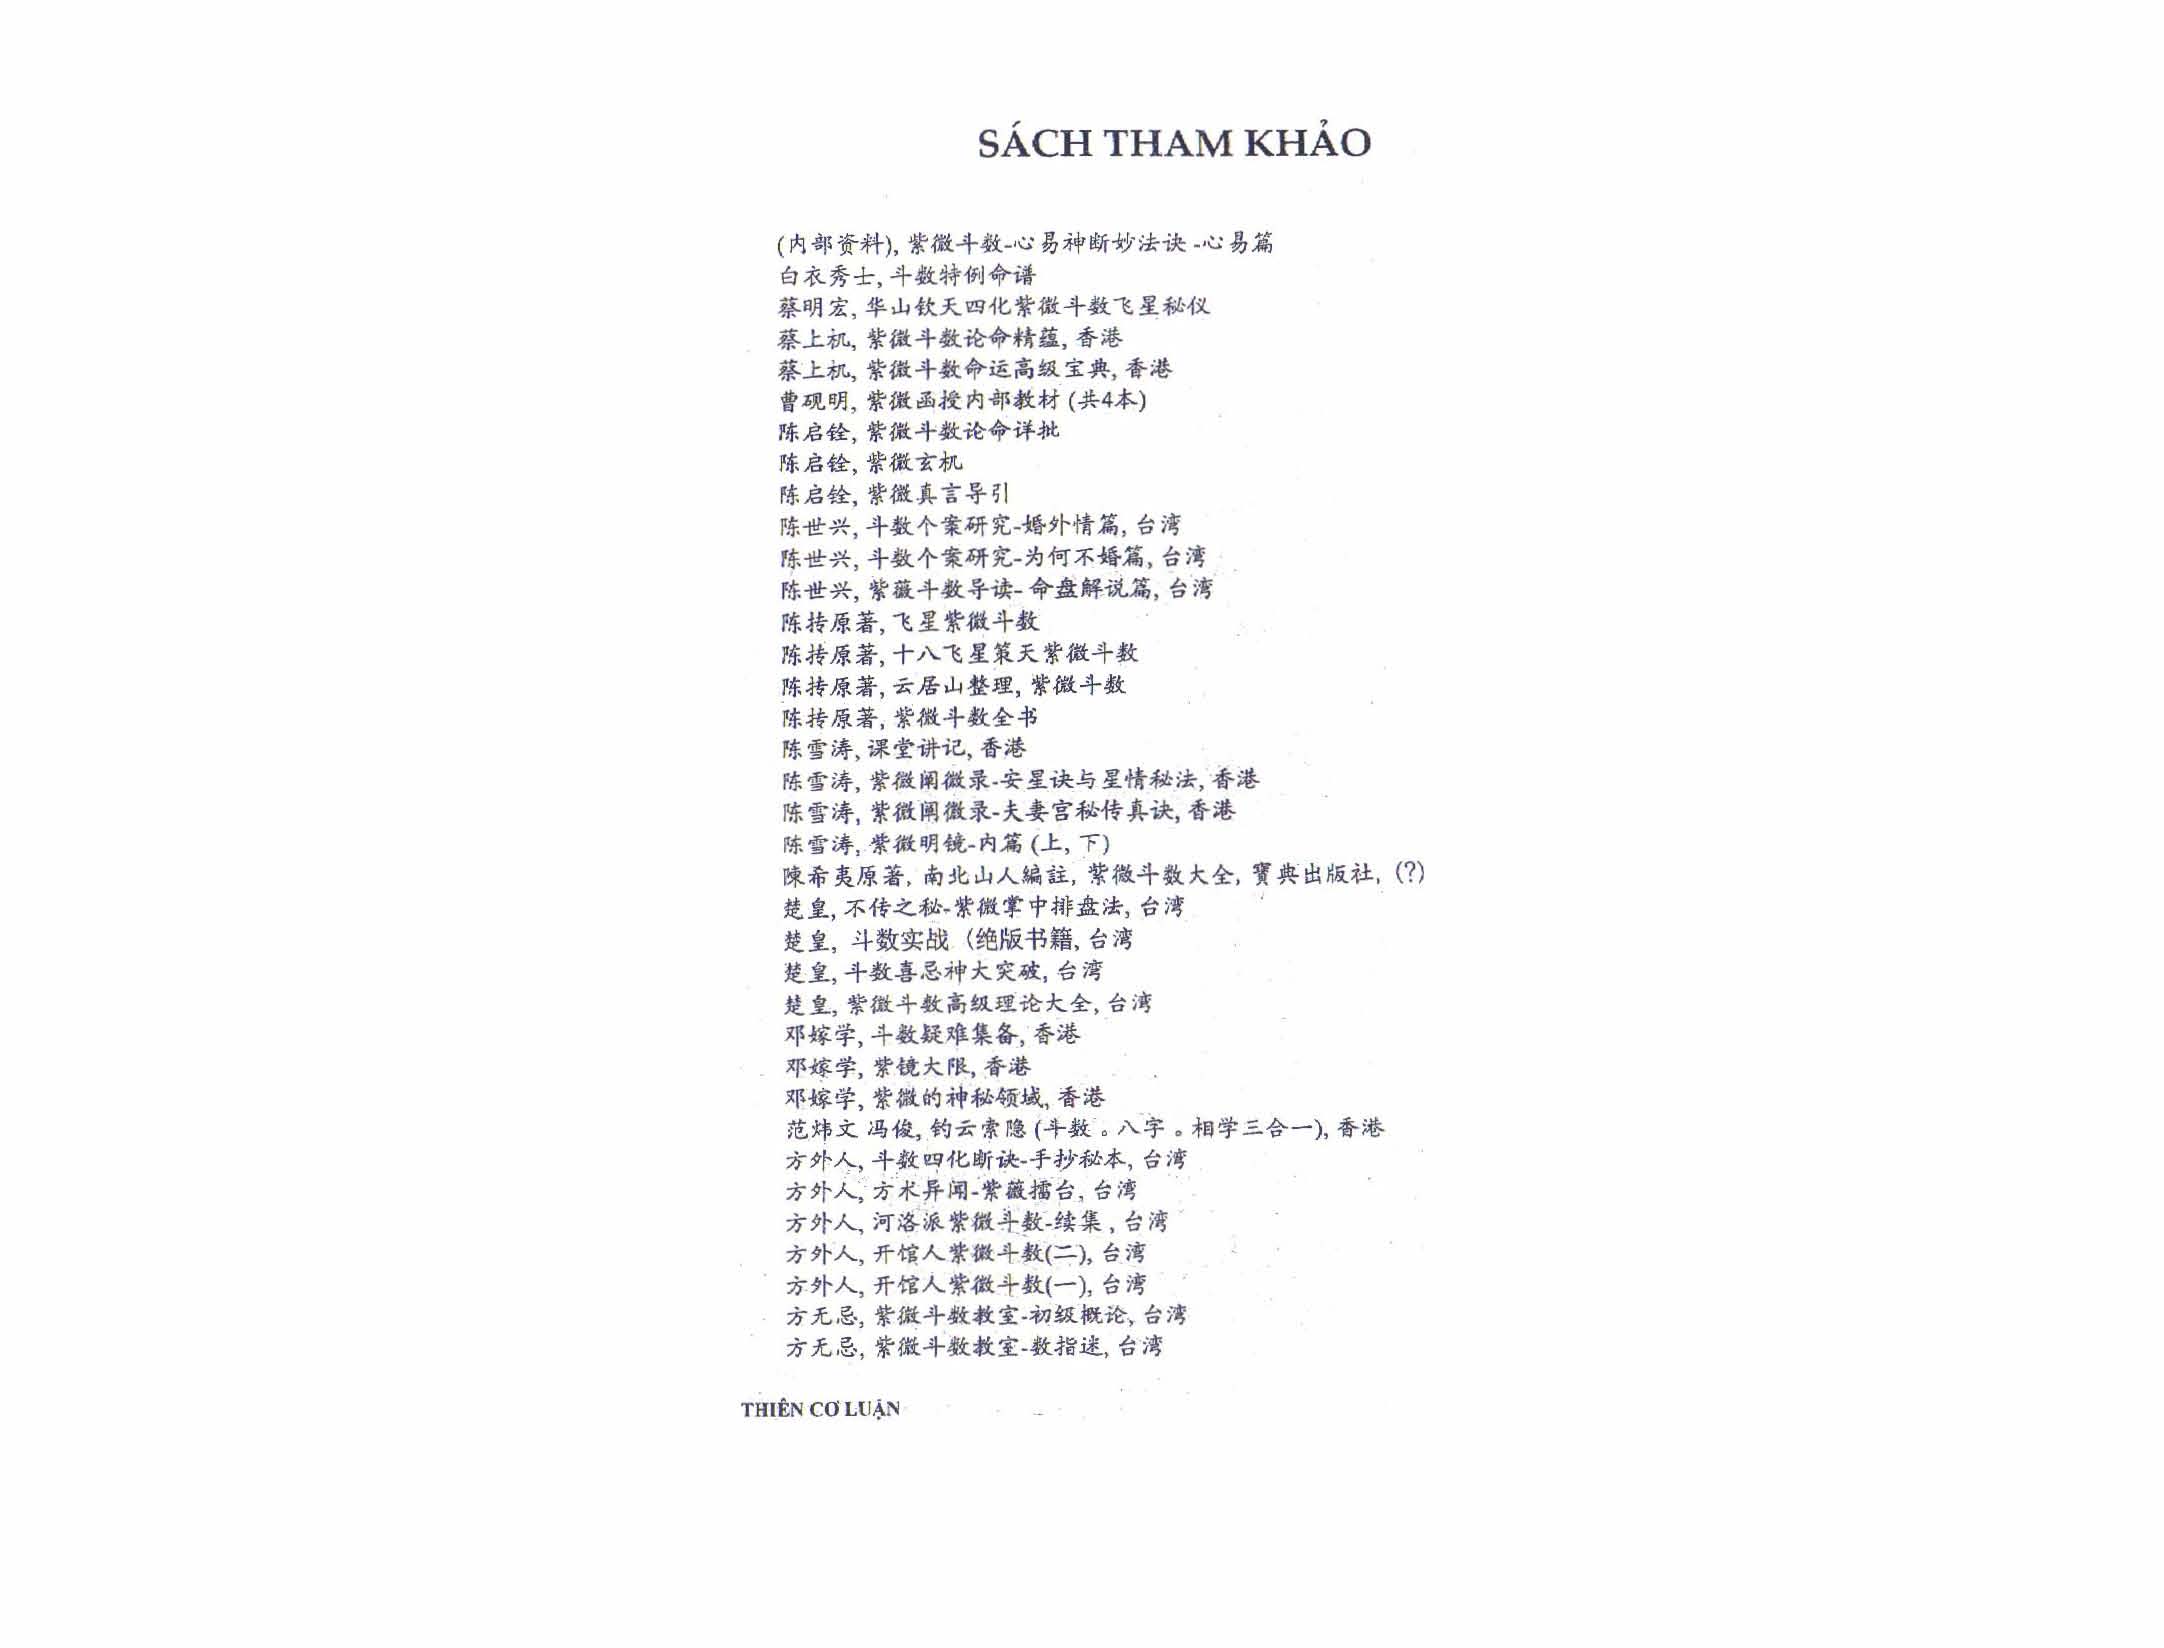 SÁCH THAM KHẢO
(内部资料), 紫微斗数-心易神断妙法诀 -心易篇
白衣秀士, 斗数特例命谱
蔡明宏, 华山钦天四化紫微斗数飞星秘仪
蔡上机, 紫微斗数论命精蕴, 香港
蔡上机, 紫微斗数命运高级宝典, 香港
曹砚明, 紫微函授内部教材 (共4本)
陈启铨, 紫微斗数论命详批
陈启铨, 紫微玄机
陈启铨, 紫微真言导引
陈世兴, 斗数个案研究-婚外情篇, 台湾
陈世兴, 斗数个案研究-为何不婚篇, 台湾
陈世兴, 紫薇斗数导读- 命盘解说篇, 台湾
陈抟原著, 飞星紫微斗数
陈抟原著, 十八飞星策天紫微斗数
陈抟原著, 云居山整理, 紫微斗数
陈抟原著, 紫微斗数全书
陈雪涛, 课堂讲记, 香港
陈雪涛, 紫微阐微录-安星诀与星情秘法, 香港
陈雪涛, 紫微阐微录-夫妻宫秘传真诀, 香港
陈雪涛, 紫微明镜-内篇 (上, 下)
陳希夷原著, 南北山人編註, 紫微斗数大全, 寶典出版社, (?)
楚皇, 不传之秘-紫微掌中排盘法, 台湾
楚皇, 斗数实战（绝版书籍, 台湾
楚皇, 斗数喜忌神大突破, 台湾
楚皇, 紫微斗数高级理论大全, 台湾
邓嫁学, 斗数疑难集备, 香港
邓嫁学, 紫镜大限, 香港
邓嫁学, 紫微的神秘领域, 香港
范炜文 冯俊, 钓云索隐 (斗数。八字。相学三合一), 香港
方外人, 斗数四化断诀-手抄秘本, 台湾
方外人, 方术异闻-紫薇擂台, 台湾
方外人, 河洛派紫微斗数-续集 , 台湾
方外人, 开馆人紫微斗数(二), 台湾
方外人, 开馆人紫微斗数(一), 台湾
方无忌, 紫微斗数教室-初级概论, 台湾
方无忌, 紫微斗数教室-数指迷, 台湾
THIÊN CƠ LUẬN